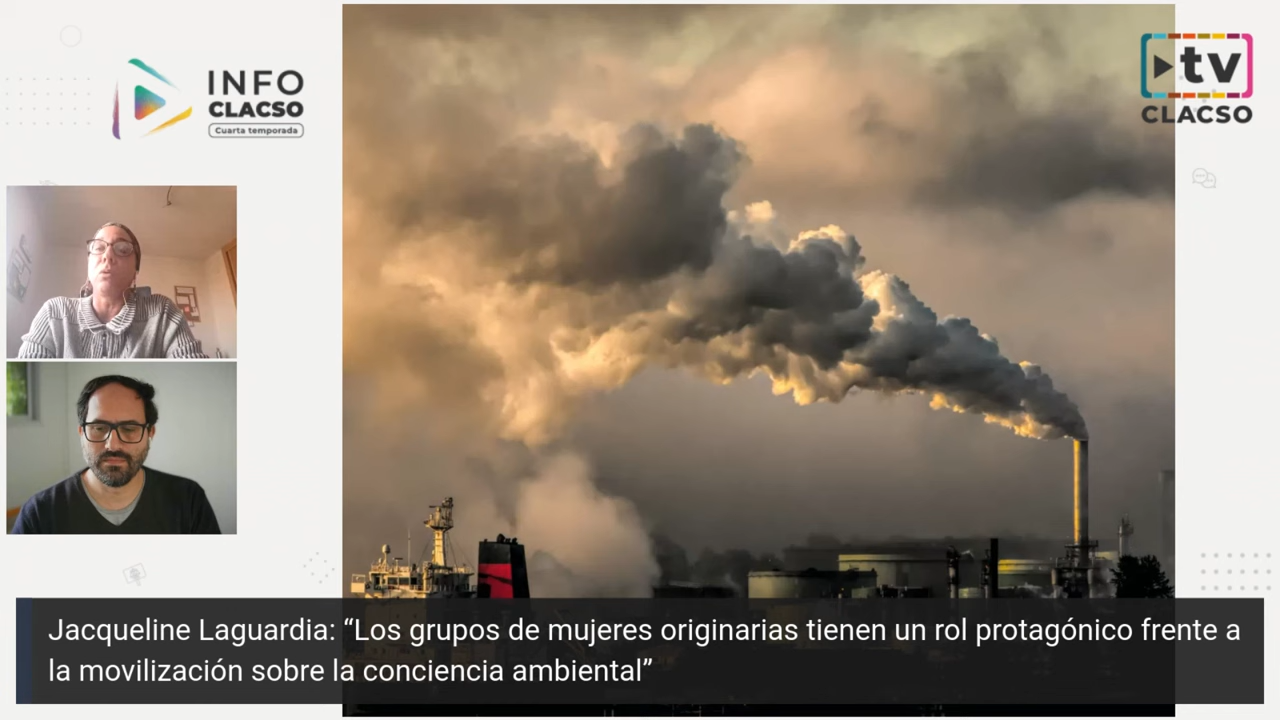 INFO
CLACSO
Cuarta temporada
tv
CLACSO
Jacqueline Laguardia: “Los grupos de mujeres originarias tienen un rol protagónico frente a
la movilización sobre la conciencia ambiental”